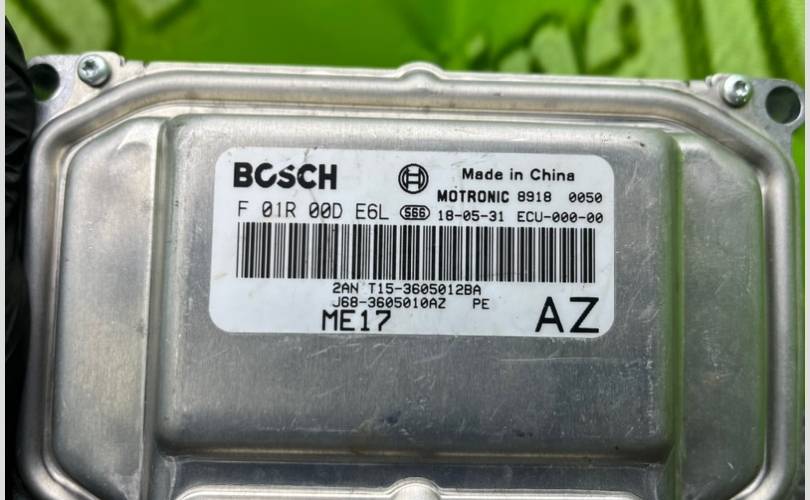 BOSCH
Made in China
MOTRONIC 8918 0050
F 01R 00D E6L S66 18-05-31 ECU-000-00
2AN T15-3605012BA
J68-3605010AZ PE
ME17 AZ